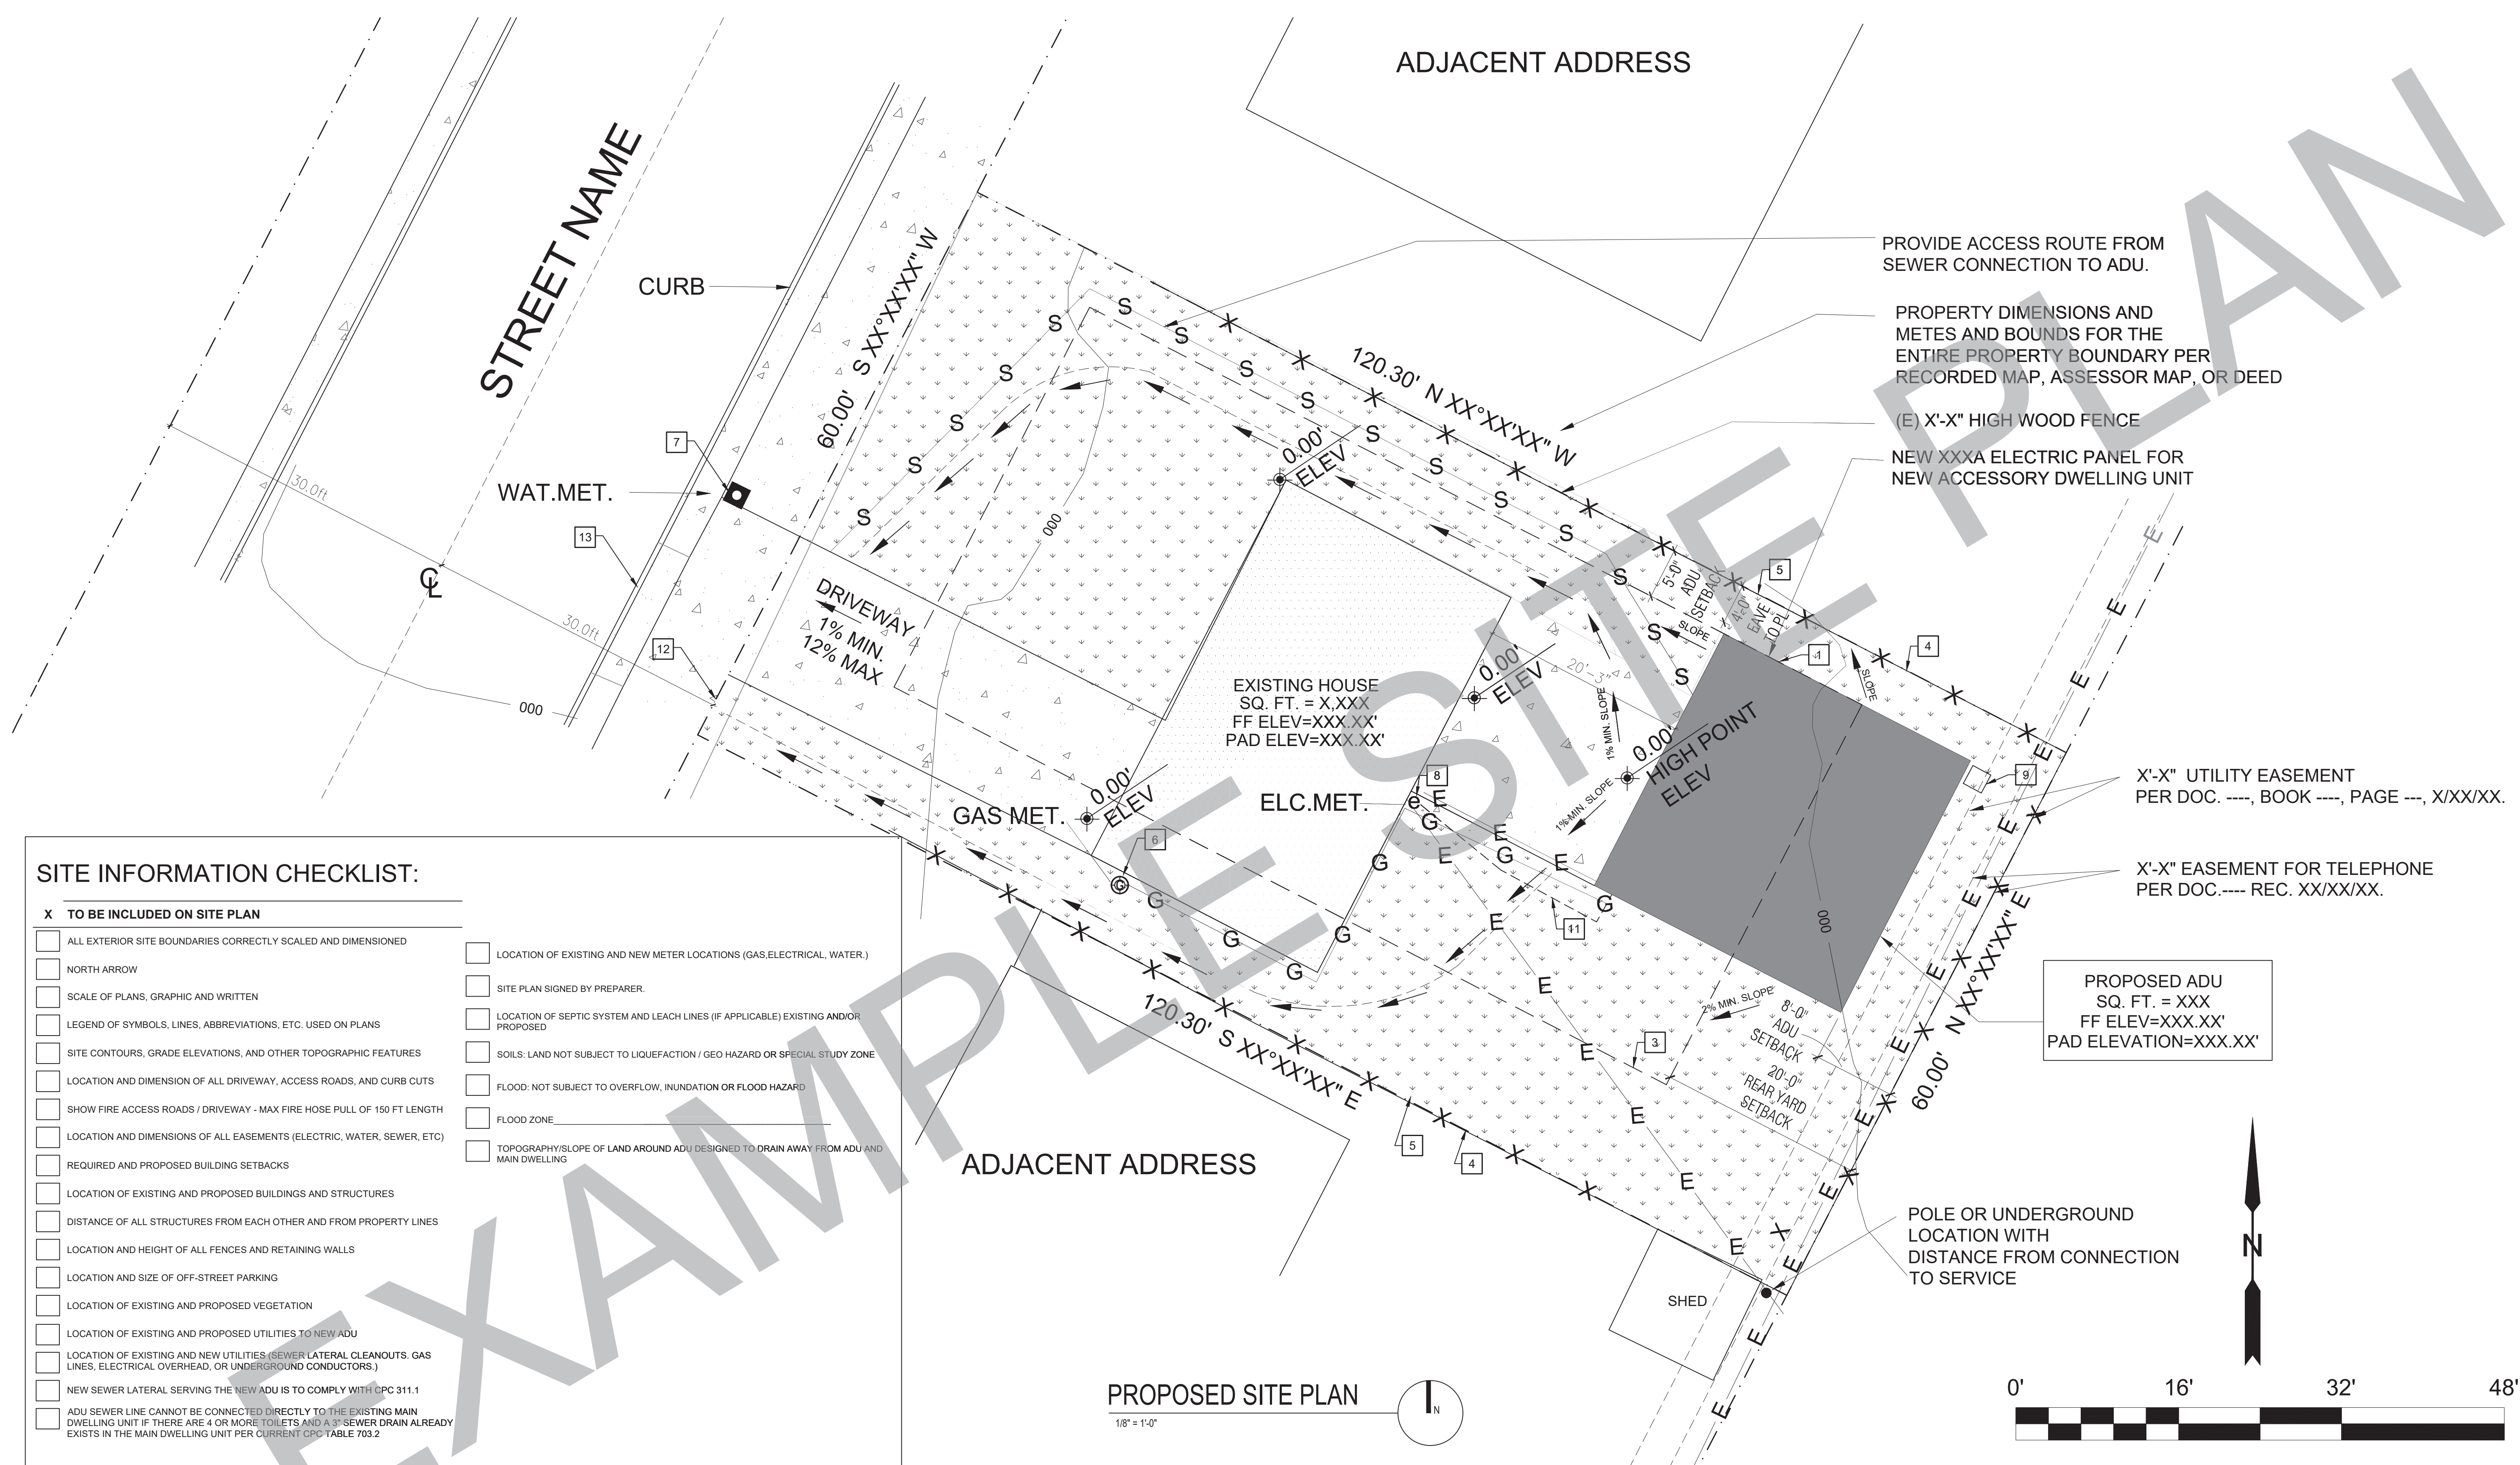 ADJACENT ADDRESS
STREET NAME
CURB
WAT.MET.
7
13
12
30.0ft
30.0ft
CL
000
60.00' S XX°XX'XX" W
120.30' N XX°XX'XX" W
PROVIDE ACCESS ROUTE FROM
SEWER CONNECTION TO ADU.
PROPERTY DIMENSIONS AND
METES AND BOUNDS FOR THE
ENTIRE PROPERTY BOUNDARY PER
RECORDED MAP, ASSESSOR MAP, OR DEED
(E) X'-X" HIGH WOOD FENCE
NEW XXXA ELECTRIC PANEL FOR
NEW ACCESSORY DWELLING UNIT
DRIVEWAY
1% MIN.
12% MAX
000
0.00'
ELEV
0.00'
ELEV
0.00'
ELEV
0.00'
HIGH POINT
ELEV
5'-0"
ADU
SETBACK
4'-0"
EAVE
TO PL
SLOPE
SLOPE
20'-3"
1% MIN. SLOPE
1% MIN. SLOPE
2% MIN. SLOPE
5
4
1
9
8
6
11
3
5
4
EXISTING HOUSE
SQ. FT. = X,XXX
FF ELEV=XXX.XX'
PAD ELEV=XXX.XX'
GAS MET.
G
ELC.MET.
e
000
X'-X" UTILITY EASEMENT
PER DOC. ----, BOOK ----, PAGE ---, X/XX/XX.
X'-X" EASEMENT FOR TELEPHONE
PER DOC.---- REC. XX/XX/XX.
PROPOSED ADU
SQ. FT. = XXX
FF ELEV=XXX.XX'
PAD ELEVATION=XXX.XX'
60.00' N XX°XX'XX" E
120.30' S XX°XX'XX" E
8'-0"
ADU
SETBACK
20'-0"
REAR YARD
SETBACK
ADJACENT ADDRESS
SHED
POLE OR UNDERGROUND
LOCATION WITH
DISTANCE FROM CONNECTION
TO SERVICE
N
0' 16' 32' 48'
PROPOSED SITE PLAN
1/8" = 1'-0"
N
SITE INFORMATION CHECKLIST:
X TO BE INCLUDED ON SITE PLAN
ALL EXTERIOR SITE BOUNDARIES CORRECTLY SCALED AND DIMENSIONED
NORTH ARROW
SCALE OF PLANS, GRAPHIC AND WRITTEN
LEGEND OF SYMBOLS, LINES, ABBREVIATIONS, ETC. USED ON PLANS
SITE CONTOURS, GRADE ELEVATIONS, AND OTHER TOPOGRAPHIC FEATURES
LOCATION AND DIMENSION OF ALL DRIVEWAY, ACCESS ROADS, AND CURB CUTS
SHOW FIRE ACCESS ROADS / DRIVEWAY - MAX FIRE HOSE PULL OF 150 FT LENGTH
LOCATION AND DIMENSIONS OF ALL EASEMENTS (ELECTRIC, WATER, SEWER, ETC)
REQUIRED AND PROPOSED BUILDING SETBACKS
LOCATION OF EXISTING AND PROPOSED BUILDINGS AND STRUCTURES
DISTANCE OF ALL STRUCTURES FROM EACH OTHER AND FROM PROPERTY LINES
LOCATION AND HEIGHT OF ALL FENCES AND RETAINING WALLS
LOCATION AND SIZE OF OFF-STREET PARKING
LOCATION OF EXISTING AND PROPOSED VEGETATION
LOCATION OF EXISTING AND PROPOSED UTILITIES TO NEW ADU
LOCATION OF EXISTING AND NEW UTILITIES (SEWER LATERAL CLEANOUTS. GAS
LINES, ELECTRICAL OVERHEAD, OR UNDERGROUND CONDUCTORS.)
NEW SEWER LATERAL SERVING THE NEW ADU IS TO COMPLY WITH CPC 311.1
ADU SEWER LINE CANNOT BE CONNECTED DIRECTLY TO THE EXISTING MAIN
DWELLING UNIT IF THERE ARE 4 OR MORE TOILETS AND A 3" SEWER DRAIN ALREADY
EXISTS IN THE MAIN DWELLING UNIT PER CURRENT CPC TABLE 703.2
LOCATION OF EXISTING AND NEW METER LOCATIONS (GAS,ELECTRICAL, WATER.)
SITE PLAN SIGNED BY PREPARER.
LOCATION OF SEPTIC SYSTEM AND LEACH LINES (IF APPLICABLE) EXISTING AND/OR
PROPOSED
SOILS: LAND NOT SUBJECT TO LIQUEFACTION / GEO HAZARD OR SPECIAL STUDY ZONE
FLOOD: NOT SUBJECT TO OVERFLOW, INUNDATION OR FLOOD HAZARD
FLOOD ZONE
TOPOGRAPHY/SLOPE OF LAND AROUND ADU DESIGNED TO DRAIN AWAY FROM ADU AND
MAIN DWELLING
EXAMPLE SITE PLAN